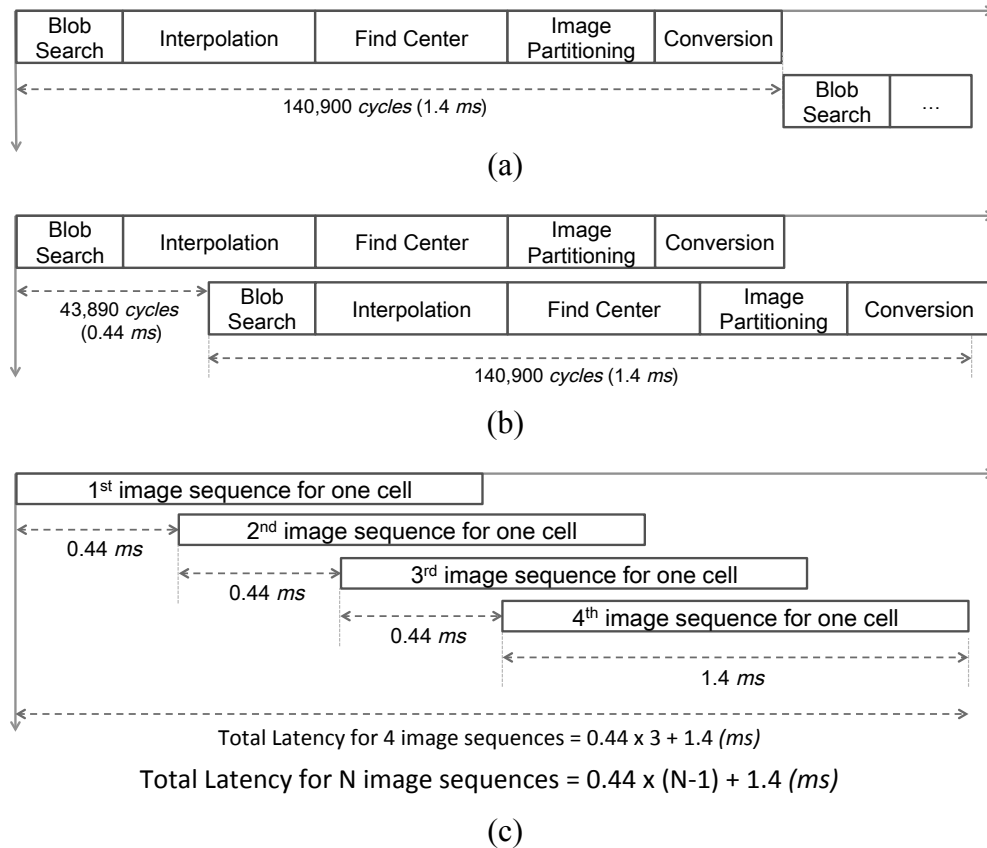 Blob Search Interpolation Find Center Image Partitioning Conversion
140,900 cycles (1.4 ms)
Blob Search ...
(a)
Blob Search Interpolation Find Center Image Partitioning Conversion
43,890 cycles (0.44 ms)
Blob Search Interpolation Find Center Image Partitioning Conversion
140,900 cycles (1.4 ms)
(b)
1st image sequence for one cell
0.44 ms
2nd image sequence for one cell
0.44 ms
3rd image sequence for one cell
0.44 ms
4th image sequence for one cell
1.4 ms
Total Latency for 4 image sequences = 0.44 x 3 + 1.4 (ms)
Total Latency for N image sequences = 0.44 x (N-1) + 1.4 (ms)
(c)